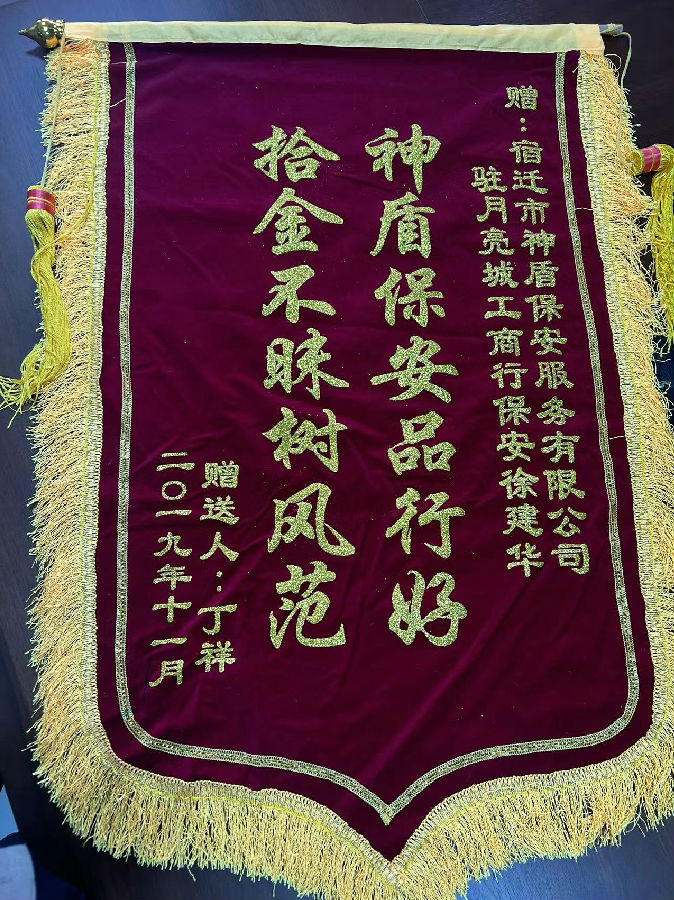 赠：宿迁市神盾保安服务有限公司
驻月亮城工商行保安徐建华
神盾保安品行好
拾金不昧树风范
赠送人：丁祥
二〇一九年十一月